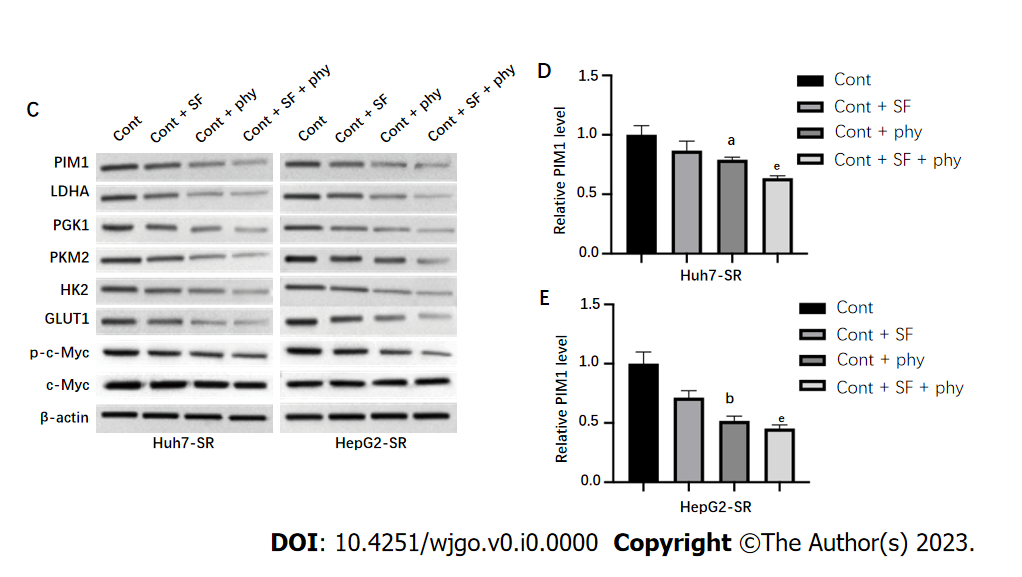 C
Cont
Cont + SF
Cont + phy
Cont + SF + phy
Cont
Cont + SF
Cont + phy
Cont + SF + phy
PIM1
LDHA
PGK1
PKM2
HK2
GLUT1
p-c-Myc
c-Myc
β-actin
Huh7-SR
HepG2-SR
D
Relative PIM1 level
1.5
1.0
0.5
0.0
a
e
Huh7-SR
Cont
Cont + SF
Cont + phy
Cont + SF + phy
E
Relative PIM1 level
1.5
1.0
0.5
0.0
b
e
HepG2-SR
Cont
Cont + SF
Cont + phy
Cont + SF + phy
DOI: 10.4251/wjgo.v0.i0.0000 Copyright ©The Author(s) 2023.